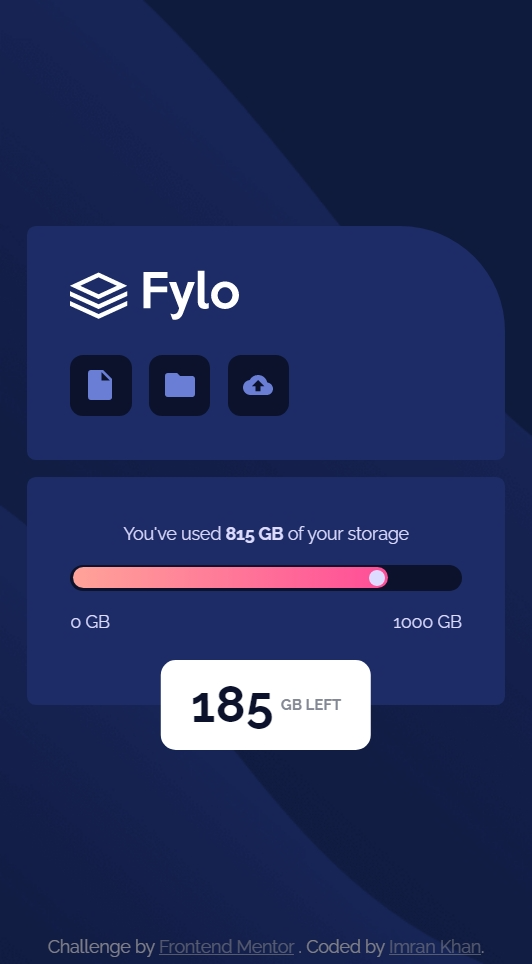 Fylo
You've used 815 GB of your storage
0 GB 1000 GB
185 GB LEFT
Challenge by Frontend Mentor . Coded by Imran Khan.